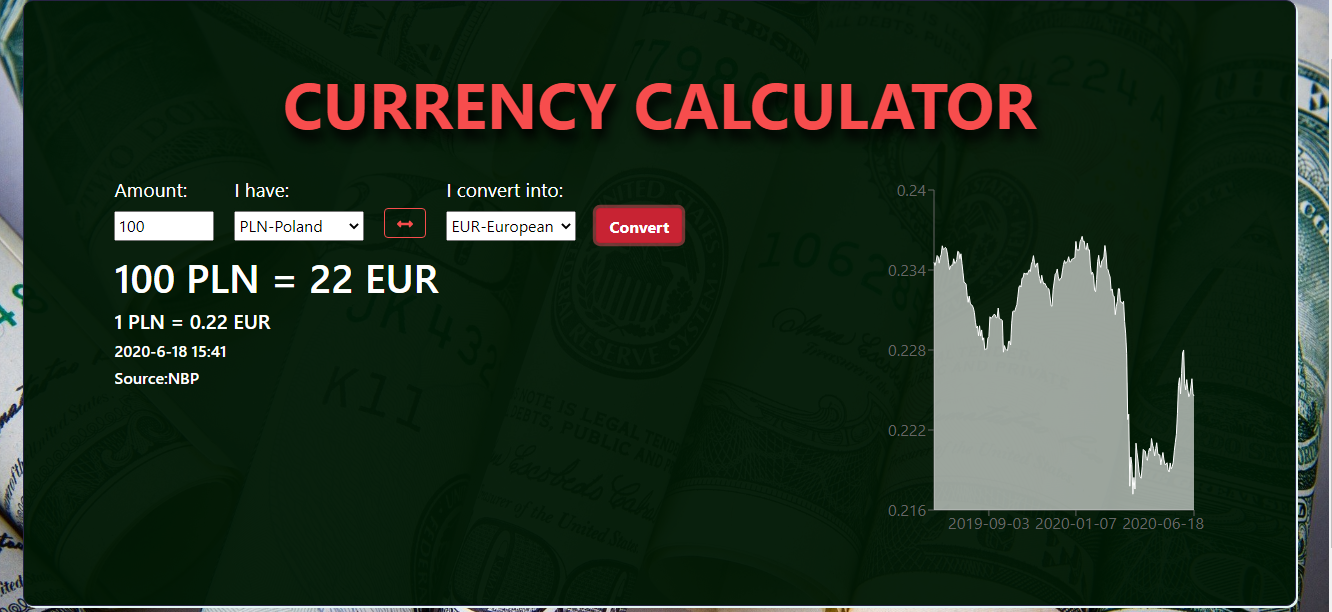 CURRENCY CALCULATOR
Amount: I have: I convert into:
100 PLN-Poland EUR-European Convert
100 PLN = 22 EUR
1 PLN = 0.22 EUR
2020-6-18 15:41
Source:NBP
0.24
0.234
0.228
0.222
0.216
2019-09-03 2020-01-07 2020-06-18
K11